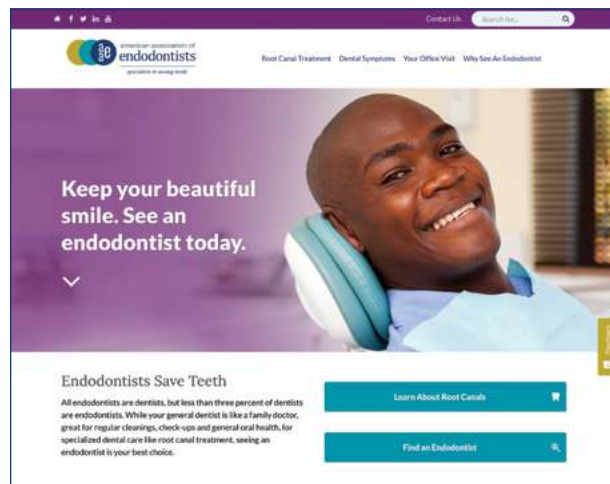 Contact Us
Search for...
american association of
endodontists
specialists in saving teeth
Root Canal Treatment Dental Symptoms Your Office Visit Why See An Endodontist
Keep your beautiful
smile. See an
endodontist today.
Endodontists Save Teeth
All endodontists are dentists, but less than three percent of dentists
are endodontists. While your general dentist is like a family doctor,
great for regular cleanings, check-ups and general oral health, for
specialized dental care like root canal treatment, seeing an
endodontist is your best choice.
Learn About Root Canals
Find an Endodontist